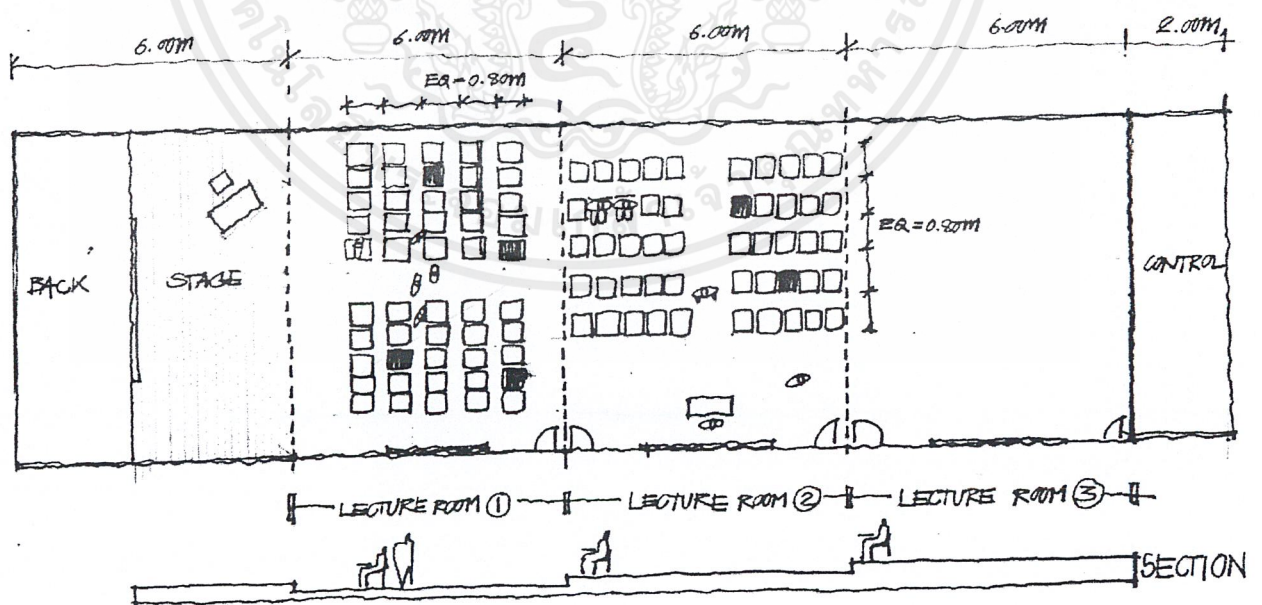 6.00M 6.00M 6.00M 6.00M 2.00M
EQ=0.80M
EQ=0.80M
BACK STAGE CONTROL
LECTURE ROOM ① LECTURE ROOM ② LECTURE ROOM ③
SECTION